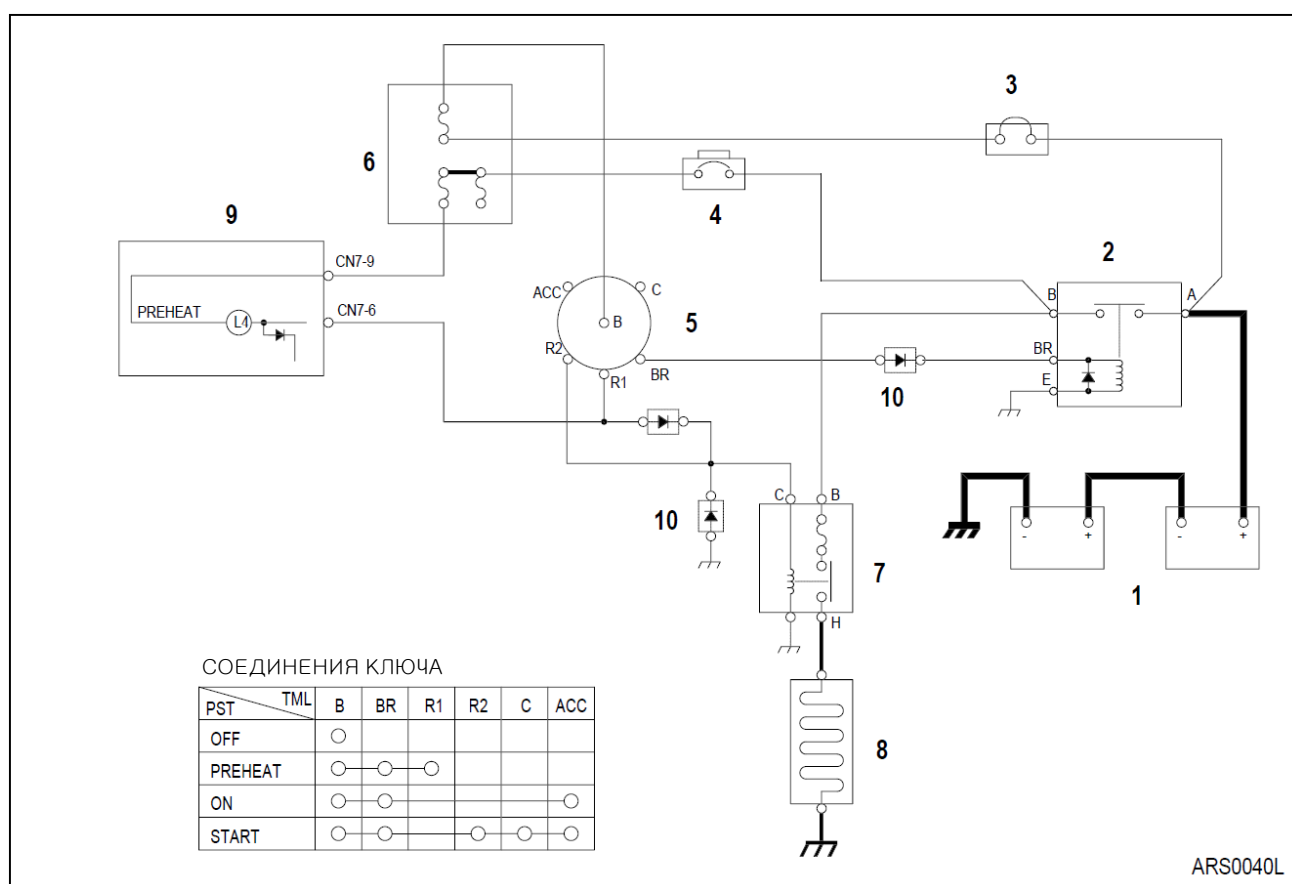 3
6
4
9
2
CN7-9
ACC
C
B
A
PREHEAT
L4
CN7-6
B
5
R2
BR
R1
BR
E
10
10
C
B
- + - +
7
1
H
СОЕДИНЕНИЯ КЛЮЧА
8
PST TML B BR R1 R2 C ACC
OFF
PREHEAT
ON
START
ARS0040L